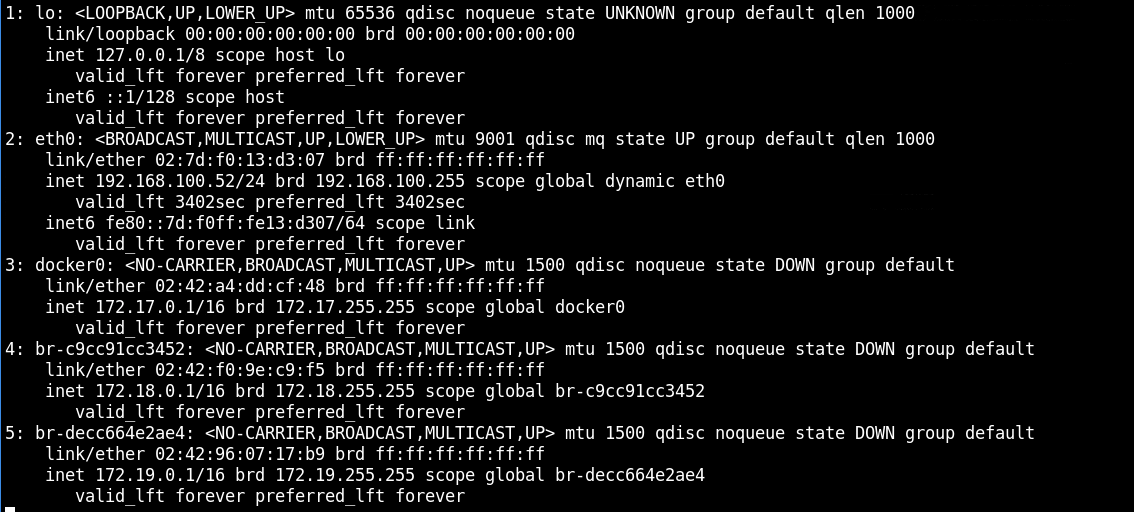 1: lo: <LOOPBACK,UP,LOWER_UP> mtu 65536 qdisc noqueue state UNKNOWN group default qlen 1000
    link/loopback 00:00:00:00:00:00 brd 00:00:00:00:00:00
    inet 127.0.0.1/8 scope host lo
       valid_lft forever preferred_lft forever
    inet6 ::1/128 scope host
       valid_lft forever preferred_lft forever
2: eth0: <BROADCAST,MULTICAST,UP,LOWER_UP> mtu 9001 qdisc mq state UP group default qlen 1000
    link/ether 02:7d:f0:13:d3:07 brd ff:ff:ff:ff:ff:ff
    inet 192.168.100.52/24 brd 192.168.100.255 scope global dynamic eth0
       valid_lft 3402sec preferred_lft 3402sec
    inet6 fe80::7d:f0ff:fe13:d307/64 scope link
       valid_lft forever preferred_lft forever
3: docker0: <NO-CARRIER,BROADCAST,MULTICAST,UP> mtu 1500 qdisc noqueue state DOWN group default
    link/ether 02:42:a4:dd:cf:48 brd ff:ff:ff:ff:ff:ff
    inet 172.17.0.1/16 brd 172.17.255.255 scope global docker0
       valid_lft forever preferred_lft forever
4: br-c9cc91cc3452: <NO-CARRIER,BROADCAST,MULTICAST,UP> mtu 1500 qdisc noqueue state DOWN group default
    link/ether 02:42:f0:9e:c9:f5 brd ff:ff:ff:ff:ff:ff
    inet 172.18.0.1/16 brd 172.18.255.255 scope global br-c9cc91cc3452
       valid_lft forever preferred_lft forever
5: br-decc664e2ae4: <NO-CARRIER,BROADCAST,MULTICAST,UP> mtu 1500 qdisc noqueue state DOWN group default
    link/ether 02:42:96:07:17:b9 brd ff:ff:ff:ff:ff:ff
    inet 172.19.0.1/16 brd 172.19.255.255 scope global br-decc664e2ae4
       valid_lft forever preferred_lft forever